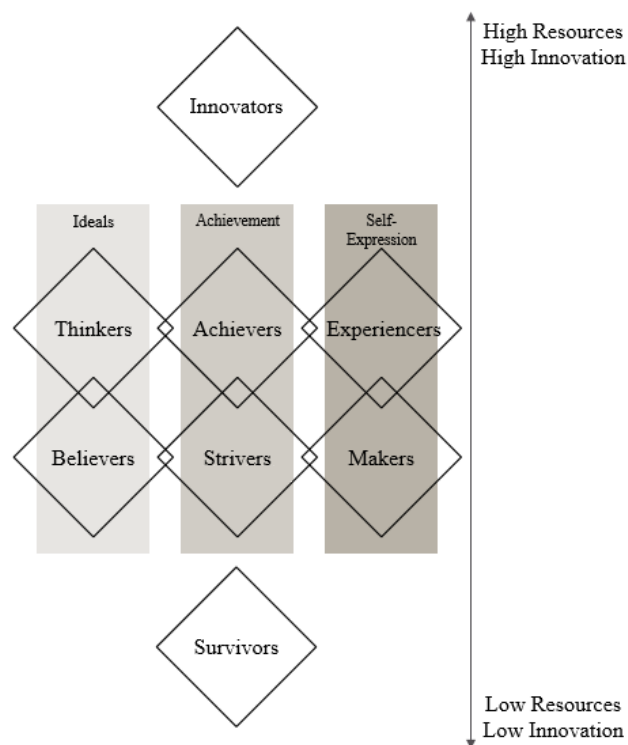 High Resources
High Innovation
Innovators
Ideals
Achievement
Self-
Expression
Thinkers
Achievers
Experiencers
Believers
Strivers
Makers
Survivors
Low Resources
Low Innovation